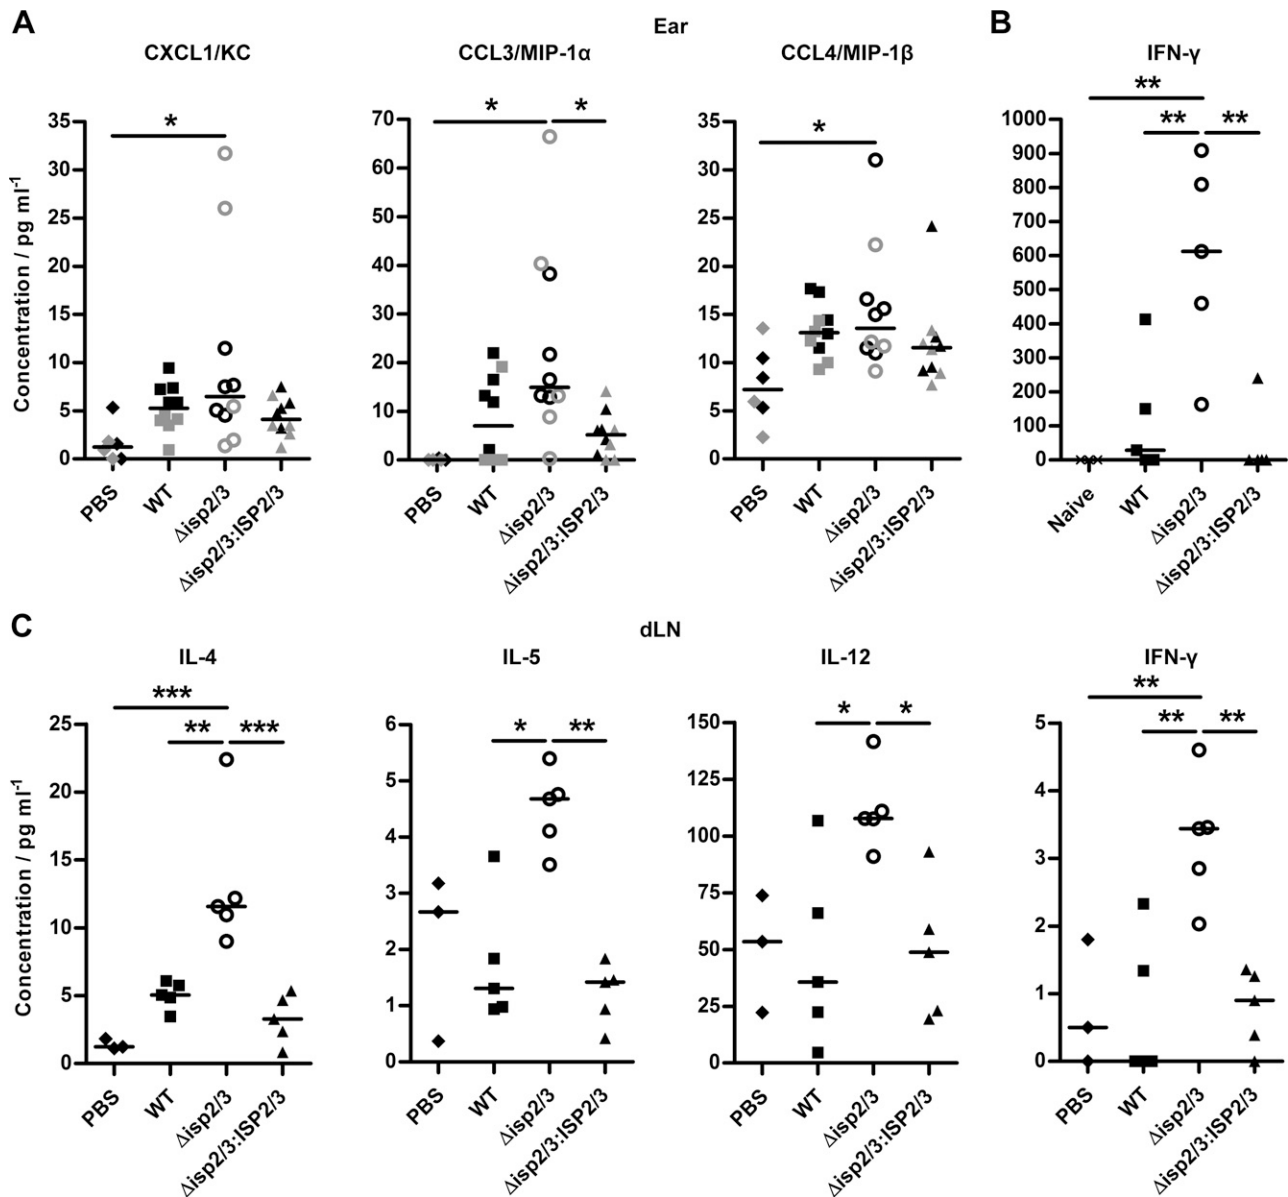 A
Ear
B
CXCL1/KC
CCL3/MIP-1α
CCL4/MIP-1β
IFN-γ
Concentration / pg ml-1
35
30
25
20
15
10
5
0
*
PBS
WT
Δisp2/3
Δisp2/3:ISP2/3
70
60
50
40
30
20
10
0
* *
PBS
WT
Δisp2/3
Δisp2/3:ISP2/3
35
30
25
20
15
10
5
0
*
PBS
WT
Δisp2/3
Δisp2/3:ISP2/3
1000
900
800
700
600
500
400
300
200
100
0
**
** **
Naive
WT
Δisp2/3
Δisp2/3:ISP2/3
C
dLN
IL-4
IL-5
IL-12
IFN-γ
Concentration / pg ml-1
25
20
15
10
5
0
***
** ***
PBS
WT
Δisp2/3
Δisp2/3:ISP2/3
6
5
4
3
2
1
0
* **
PBS
WT
Δisp2/3
Δisp2/3:ISP2/3
150
125
100
75
50
25
0
* *
PBS
WT
Δisp2/3
Δisp2/3:ISP2/3
5
4
3
2
1
0
**
** **
PBS
WT
Δisp2/3
Δisp2/3:ISP2/3